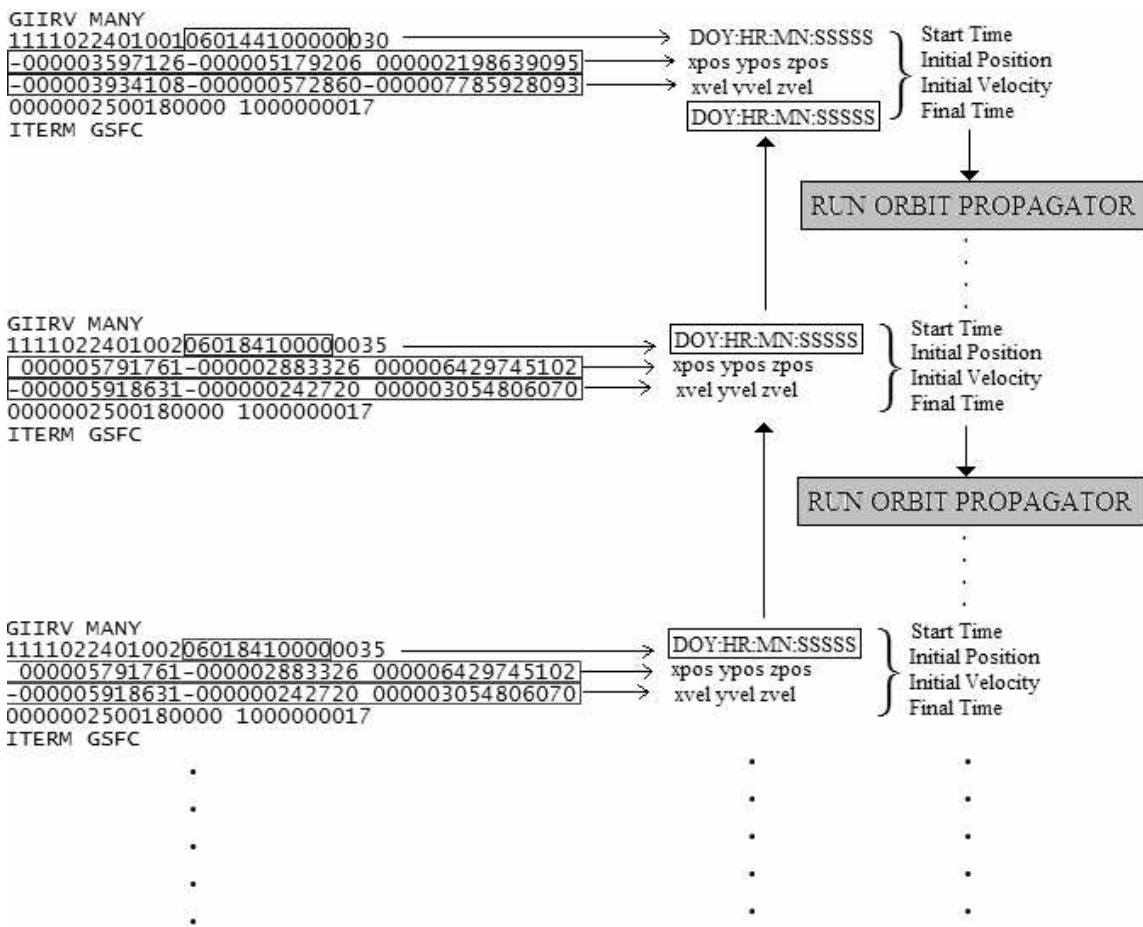 GIIRV MANY
1111022401001060144100000030
-000003597126-000005179206 000002198639095
-000003934108-000000572860-000007785928093
0000002500180000 1000000017
ITERM GSFC
DOY:HR:MN:SSSSS
xpos ypos zpos
xvel yvel zvel
DOY:HR:MN:SSSSS
Start Time
Initial Position
Initial Velocity
Final Time
RUN ORBIT PROPAGATOR
GIIRV MANY
1111022401002060184100000035
000005791761-000002883326 000006429745102
-000005918631-000000242720 000003054806070
0000002500180000 1000000017
ITERM GSFC
DOY:HR:MN:SSSSS
xpos ypos zpos
xvel yvel zvel
Start Time
Initial Position
Initial Velocity
Final Time
RUN ORBIT PROPAGATOR
GIIRV MANY
1111022401002060184100000035
000005791761-000002883326 000006429745102
-000005918631-000000242720 000003054806070
0000002500180000 1000000017
ITERM GSFC
DOY:HR:MN:SSSSS
xpos ypos zpos
xvel yvel zvel
Start Time
Initial Position
Initial Velocity
Final Time